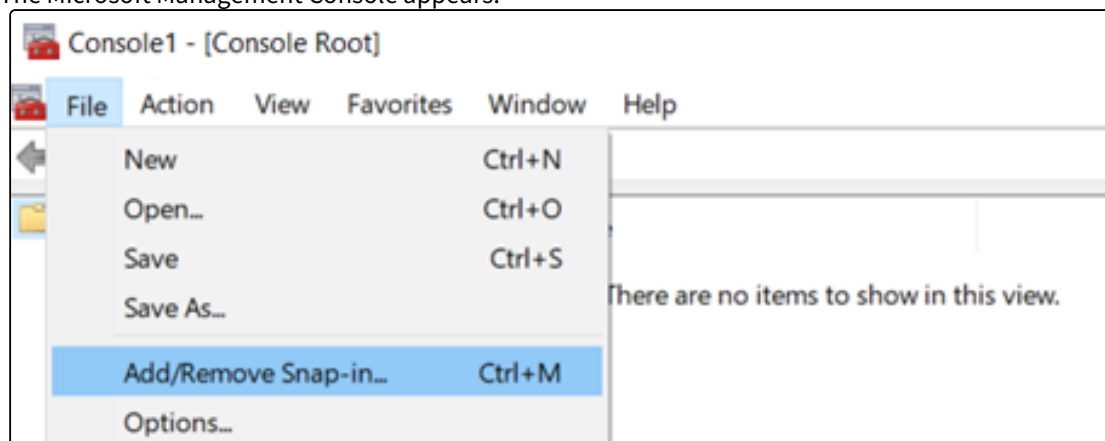 The Microsoft Management Console appears.
Console1 - [Console Root]
File Action View Favorites Window Help
New Ctrl+N
Open... Ctrl+O
Save Ctrl+S
Save As...
There are no items to show in this view.
Add/Remove Snap-in... Ctrl+M
Options...